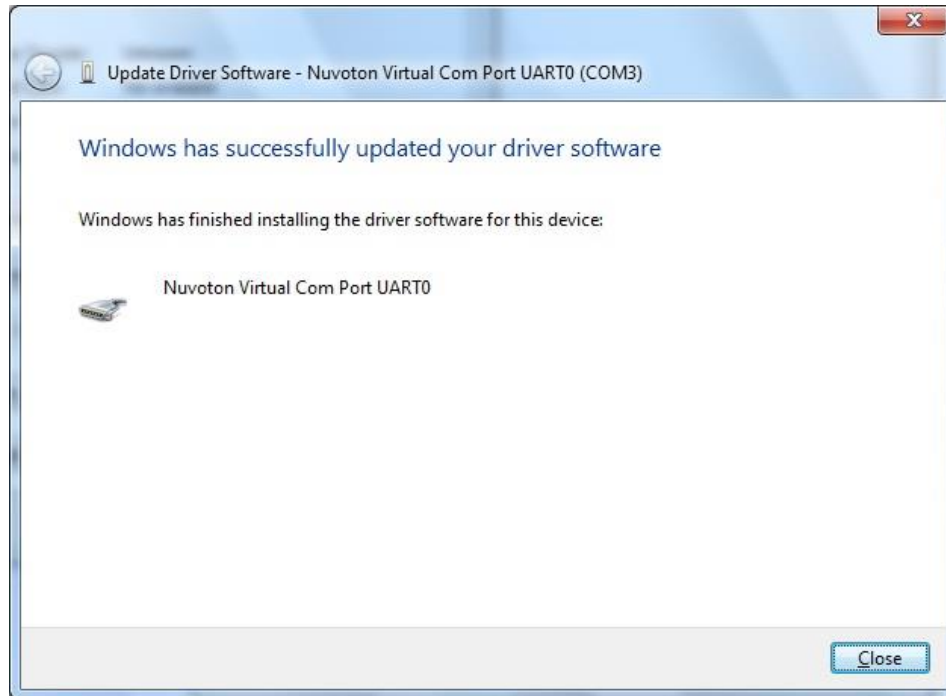 Update Driver Software - Nuvoton Virtual Com Port UART0 (COM3)
Windows has successfully updated your driver software
Windows has finished installing the driver software for this device:
Nuvoton Virtual Com Port UART0
Close